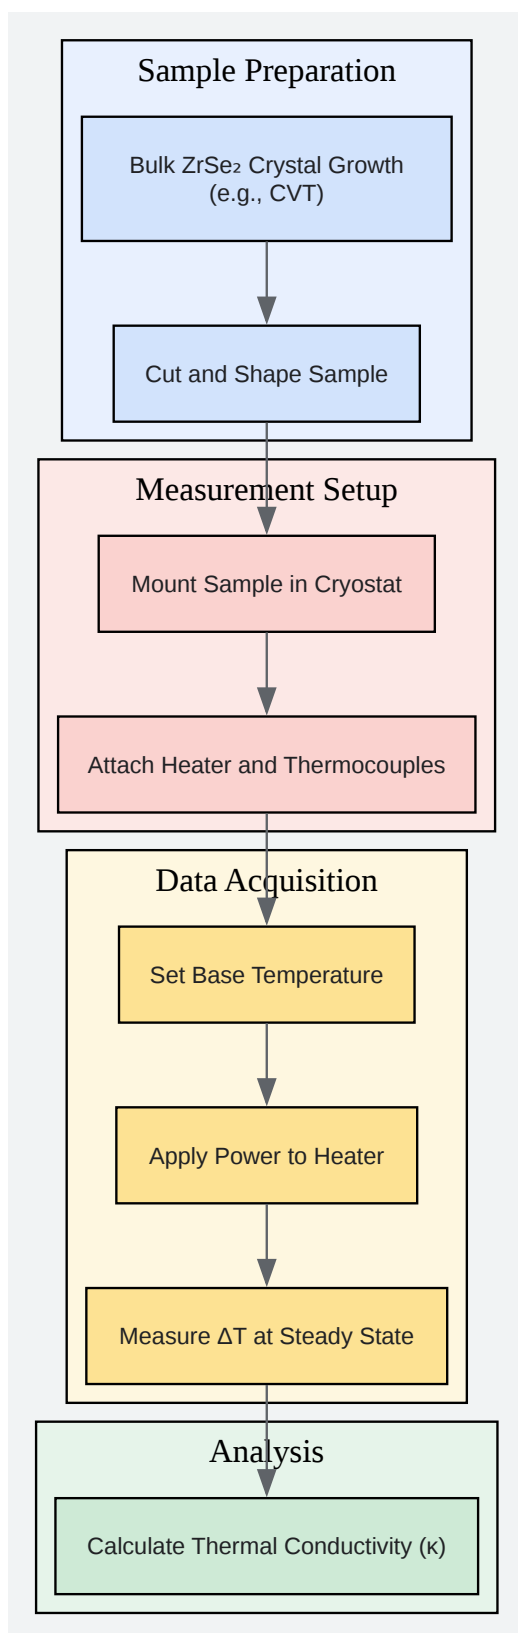 Sample Preparation
Bulk ZrSe₂ Crystal Growth
(e.g., CVT)
Cut and Shape Sample
Measurement Setup
Mount Sample in Cryostat
Attach Heater and Thermocouples
Data Acquisition
Set Base Temperature
Apply Power to Heater
Measure ΔT at Steady State
Analysis
Calculate Thermal Conductivity (κ)